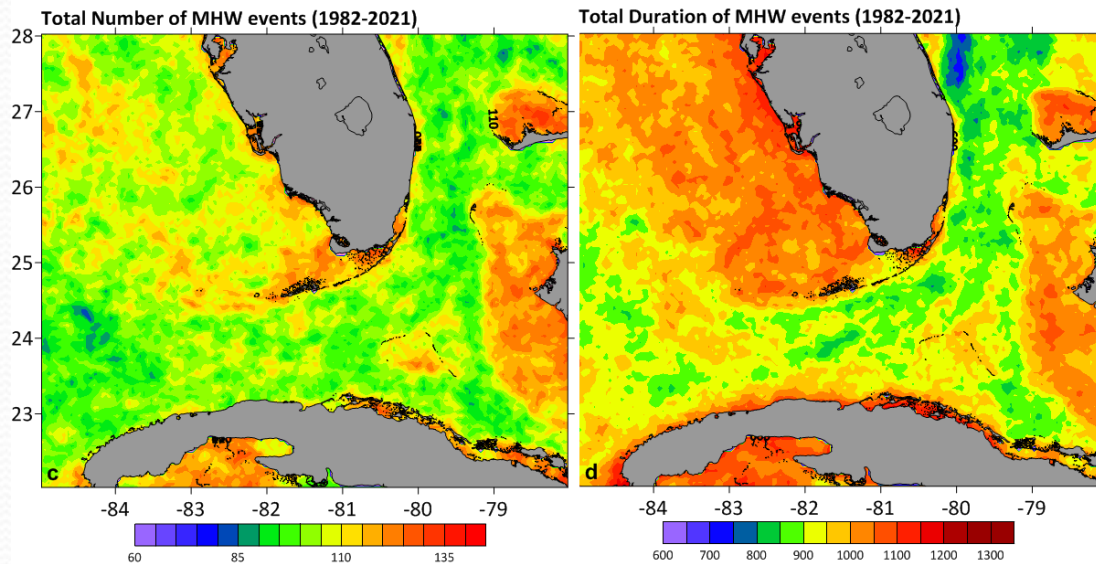 Total Number of MHW events (1982-2021)
Total Duration of MHW events (1982-2021)
28
27
26
25
24
23
110
c
d
-84 -83 -82 -81 -80 -79
-84 -83 -82 -81 -80 -79
60 85 110 135
600 700 800 900 1000 1100 1200 1300